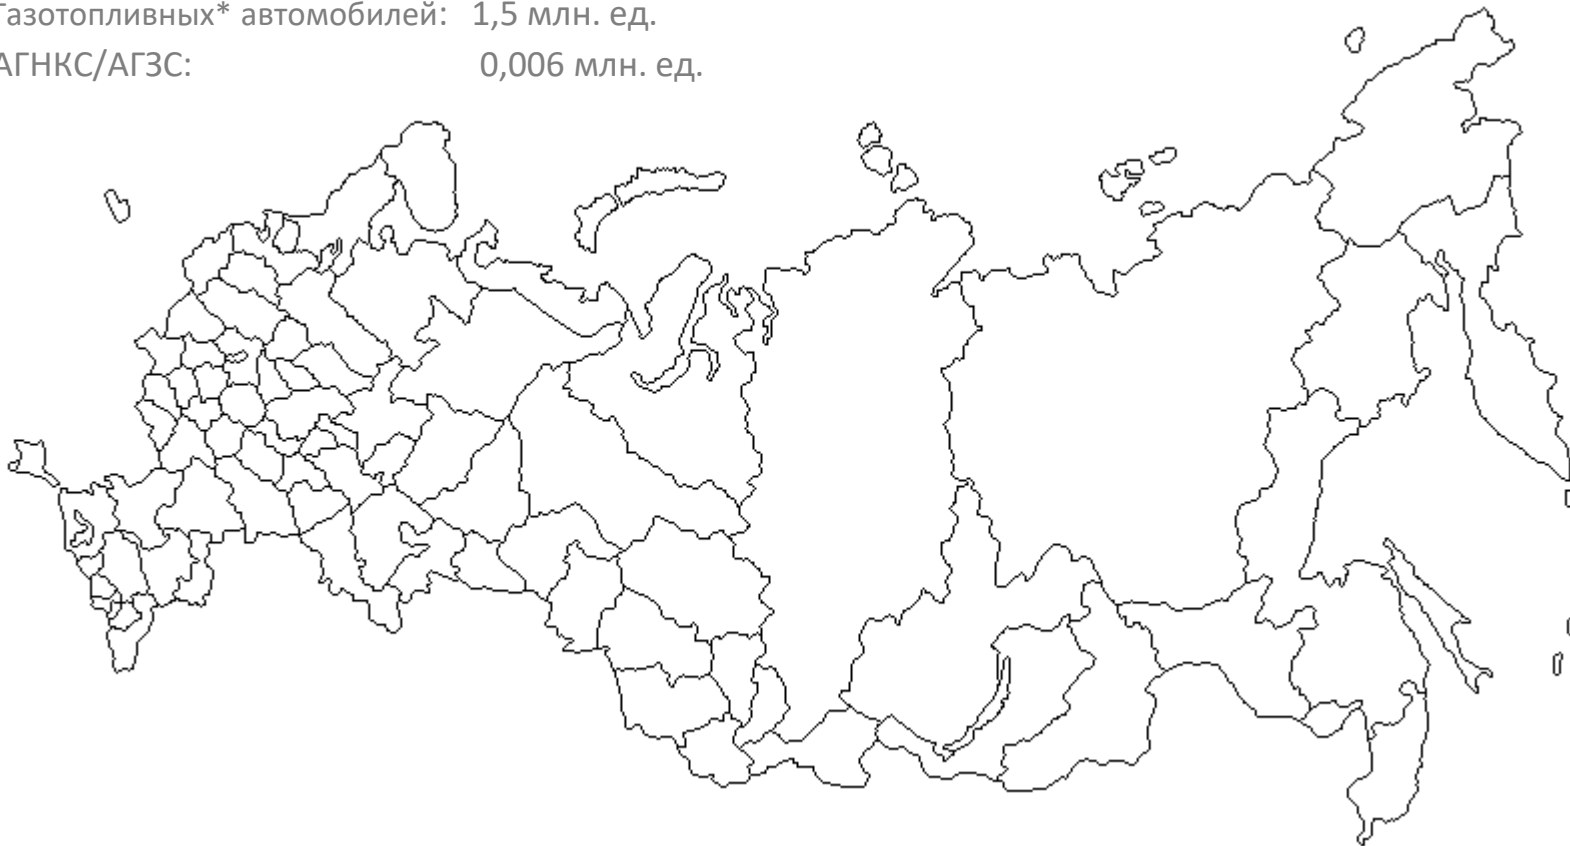 Газотопливных* автомобилей: 1,5 млн. ед.
АГНКС/АГЗС: 0,006 млн. ед.